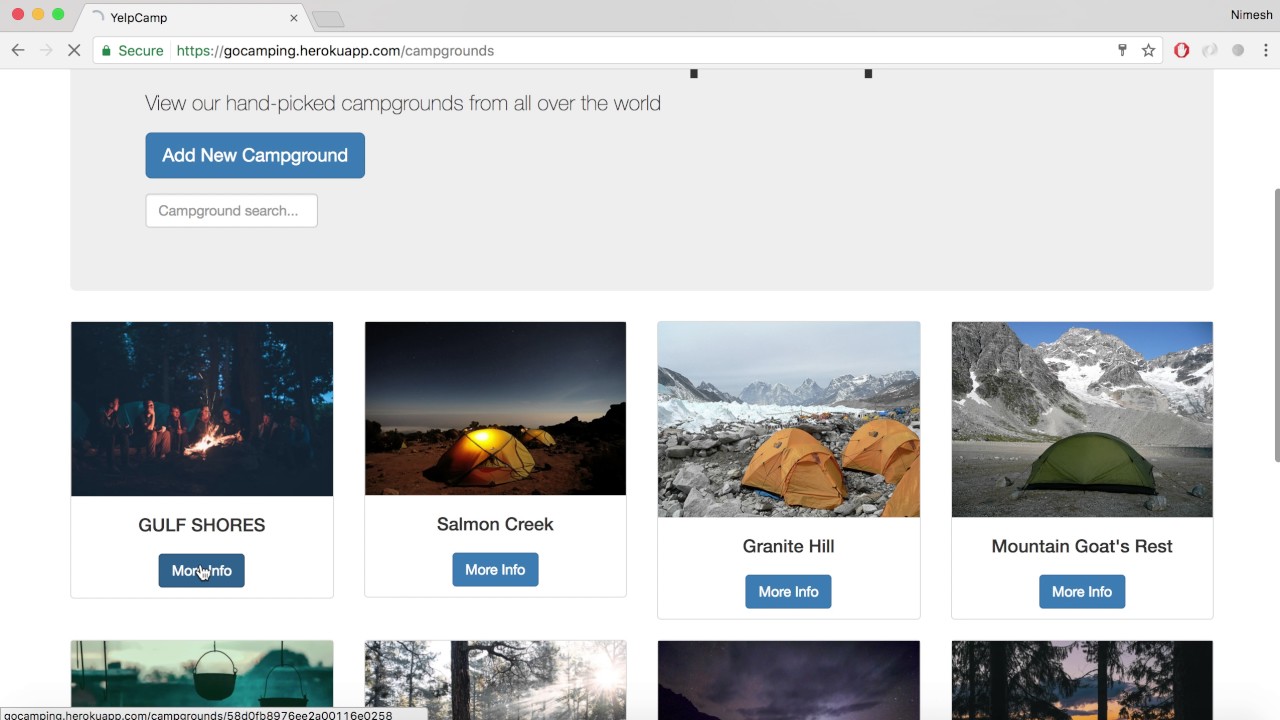 YelpCamp
Nimesh
Secure https://gocamping.herokuapp.com/campgrounds
View our hand-picked campgrounds from all over the world
Add New Campground
Campground search...
GULF SHORES
Salmon Creek
Granite Hill
Mountain Goat's Rest
More Info
More Info
More Info
More Info
gocamping.herokuapp.com/campgrounds/58d0fb8976ee2a00116e0258